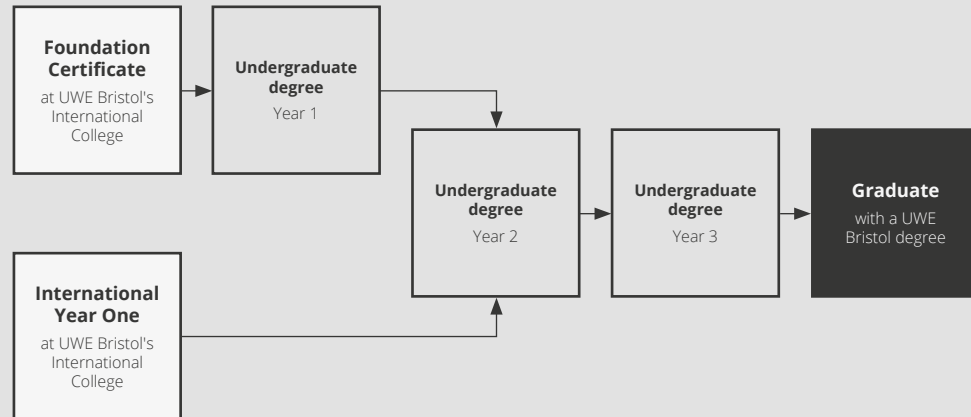 Foundation
Certificate
at UWE Bristol's
International
College
Undergraduate
degree
Year 1
Undergraduate
degree
Year 2
Undergraduate
degree
Year 3
Graduate
with a UWE
Bristol degree
International
Year One
at UWE Bristol's
International
College